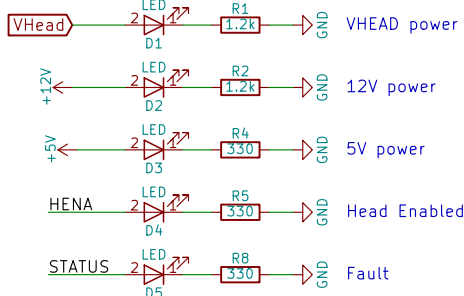 LED R1
VHead 2 1 1.2k GND VHEAD power
D1
LED R2
+12V 2 1 1.2k GND 12V power
D2
LED R4
+5V 2 1 330 GND 5V power
D3
LED R5
HENA 2 1 330 GND Head Enabled
D4
LED R8
STATUS 2 1 330 GND Fault
D5